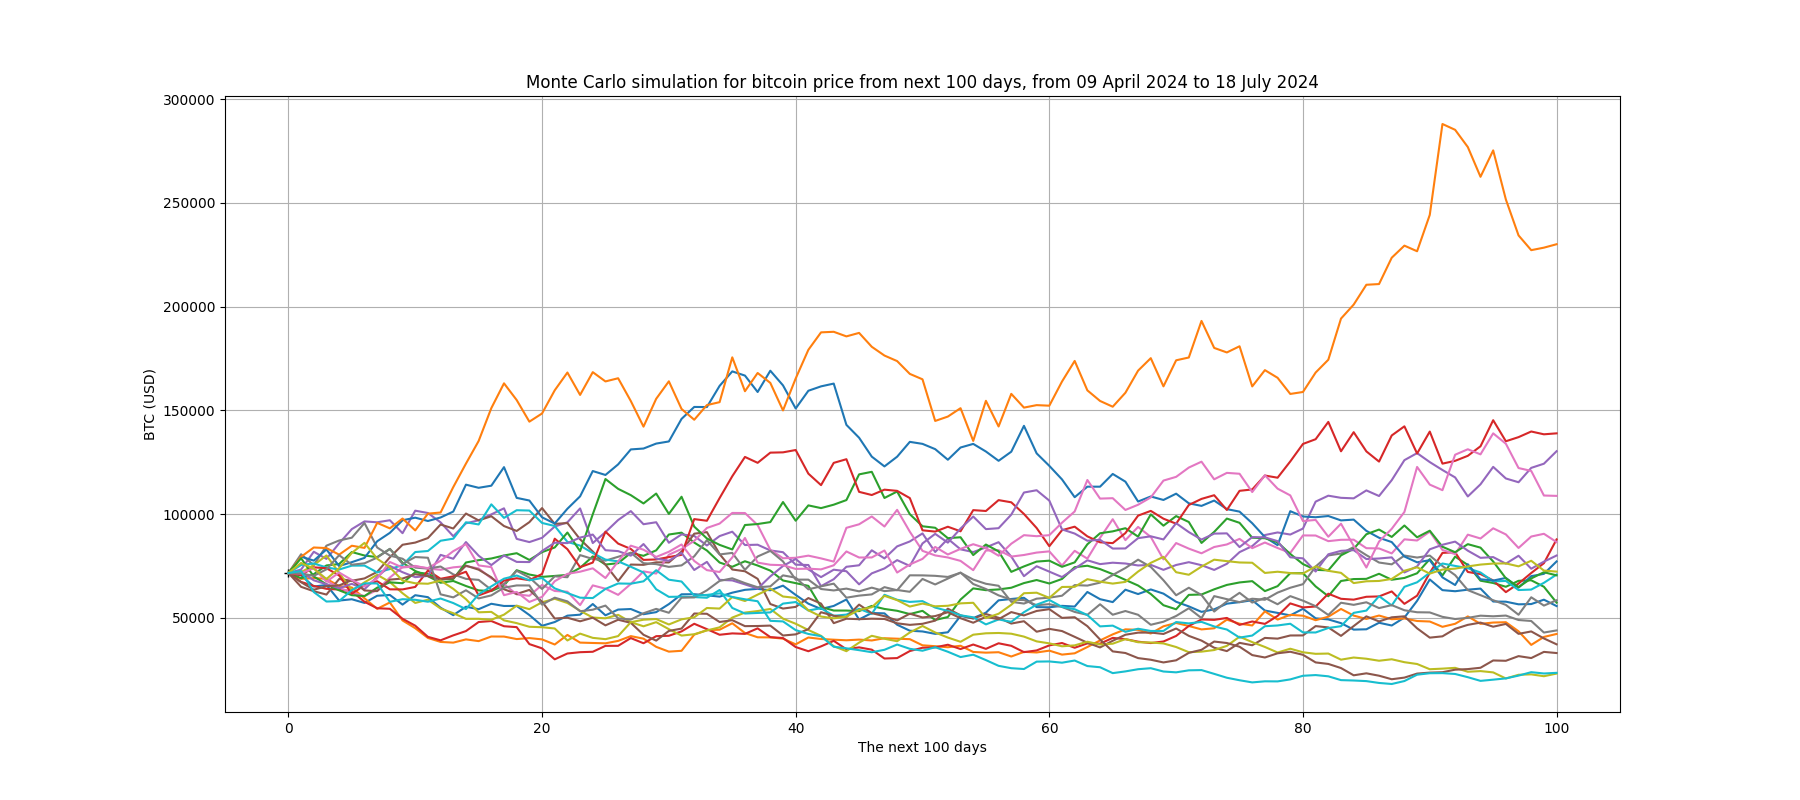 Monte Carlo simulation for bitcoin price from next 100 days, from 09 April 2024 to 18 July 2024
300000
250000
200000
150000
100000
50000
BTC (USD)
0 20 40 60 80 100
The next 100 days